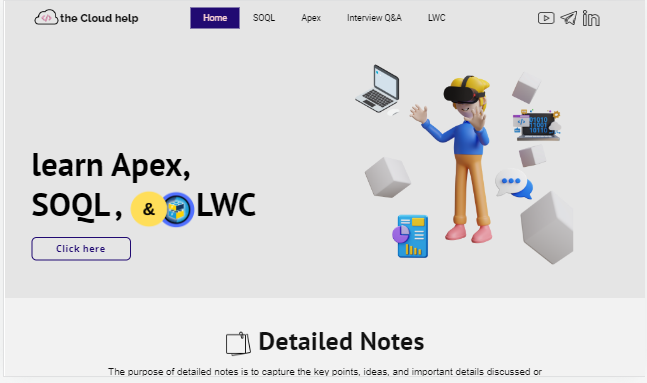 the Cloud help
Home SOQL Apex Interview Q&A LWC
learn Apex,
SOQL, & LWC
Click here
Detailed Notes
The purpose of detailed notes is to capture the key points, ideas, and important details discussed or